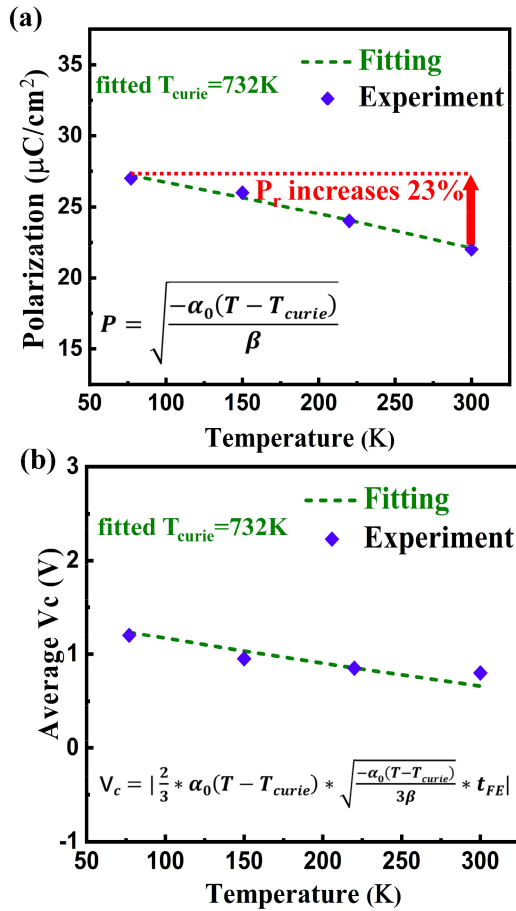 (a)
Polarization (μC/cm²)
35
30
25
20
15
fitted T_curie=732K
Fitting
Experiment
P_r increases 23%
P = √(−α₀(T − T_curie)/β)
50 100 150 200 250 300
Temperature (K)
(b)
Average Vc (V)
3
2
1
0
-1
fitted T_curie=732K
Fitting
Experiment
V_c = |2/3 * α₀(T − T_curie) * √(−α₀(T−T_curie)/3β) * t_FE|
50 100 150 200 250 300
Temperature (K)